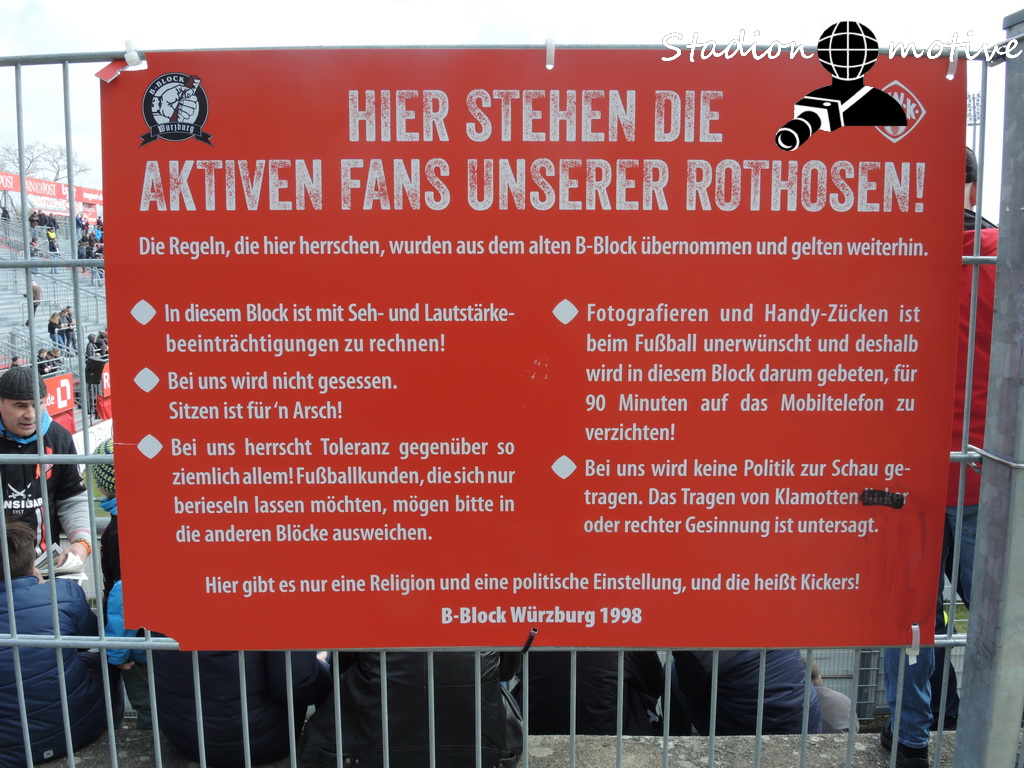 Stadion motive
B-BLOCK
Würzburg
HIER STEHEN DIE
AKTIVEN FANS UNSERER ROTHOSEN!
Die Regeln, die hier herrschen, wurden aus dem alten B-Block übernommen und gelten weiterhin.
In diesem Block ist mit Seh- und Lautstärke-
beeinträchtigungen zu rechnen!
Bei uns wird nicht gesessen.
Sitzen ist für ‘n Arsch!
Bei uns herrscht Toleranz gegenüber so
ziemlich allem! Fußballkunden, die sich nur
berieseln lassen möchten, mögen bitte in
die anderen Blöcke ausweichen.
Fotografieren und Handy-Zücken ist
beim Fußball unerwünscht und deshalb
wird in diesem Block darum gebeten, für
90 Minuten auf das Mobiltelefon zu
verzichten!
Bei uns wird keine Politik zur Schau ge-
tragen. Das Tragen von Klamotten linker
oder rechter Gesinnung ist untersagt.
Hier gibt es nur eine Religion und eine politische Einstellung, und die heißt Kickers!
B-Block Würzburg 1998
NSIBAR
SYLT